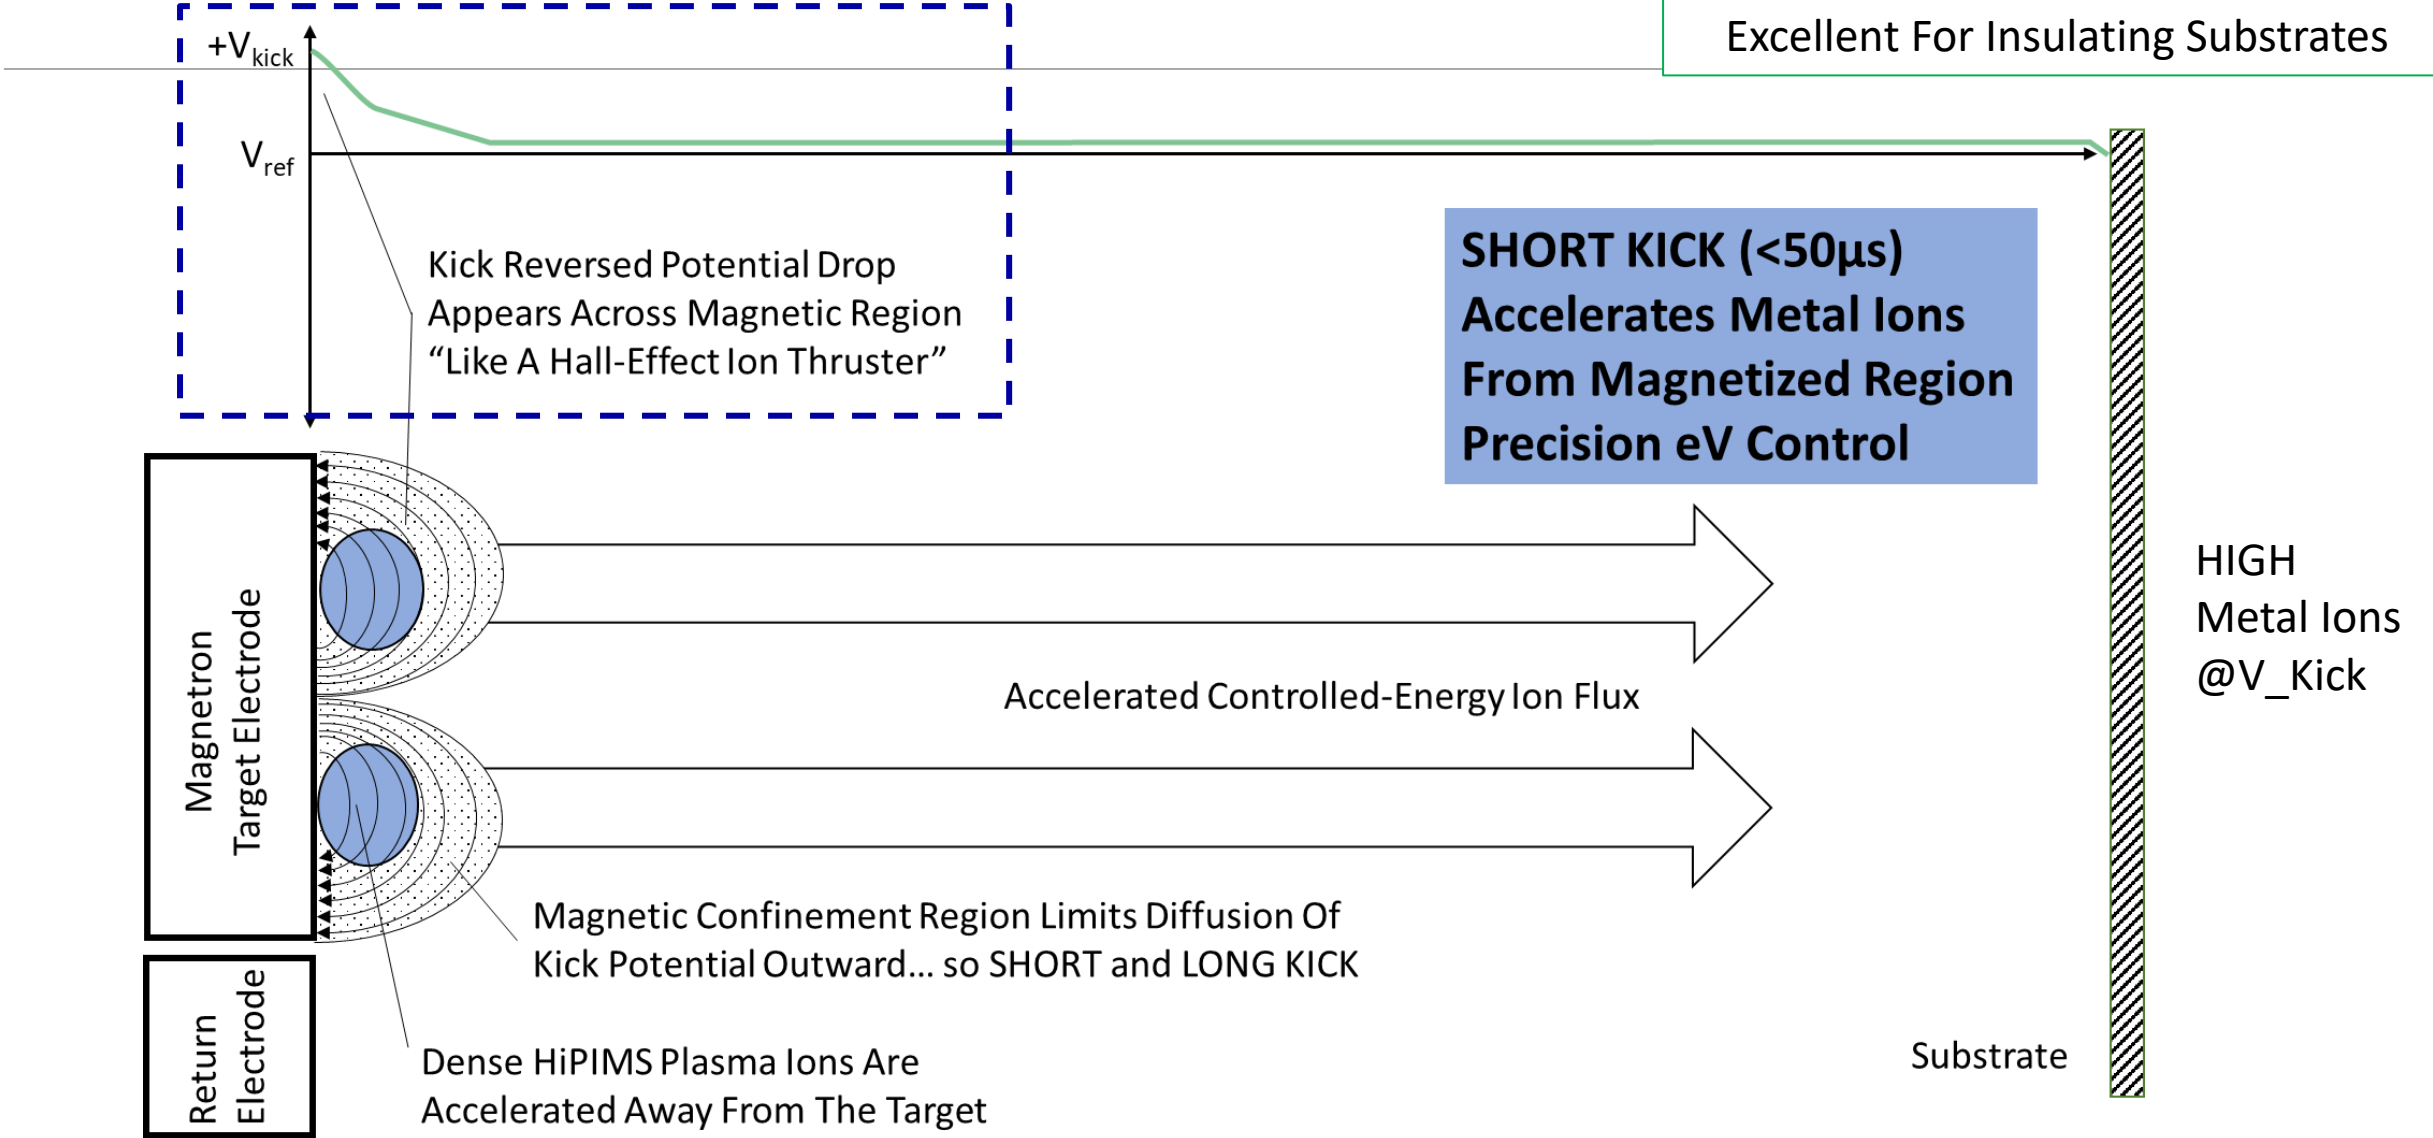 Excellent For Insulating Substrates
+Vkick
Vref
Kick Reversed Potential Drop
Appears Across Magnetic Region
“Like A Hall-Effect Ion Thruster”
SHORT KICK (<50µs)
Accelerates Metal Ions
From Magnetized Region
Precision eV Control
Magnetron
Target Electrode
Accelerated Controlled-Energy Ion Flux
HIGH
Metal Ions
@V_Kick
Magnetic Confinement Region Limits Diffusion Of
Kick Potential Outward... so SHORT and LONG KICK
Return
Electrode
Dense HiPIMS Plasma Ions Are
Accelerated Away From The Target
Substrate